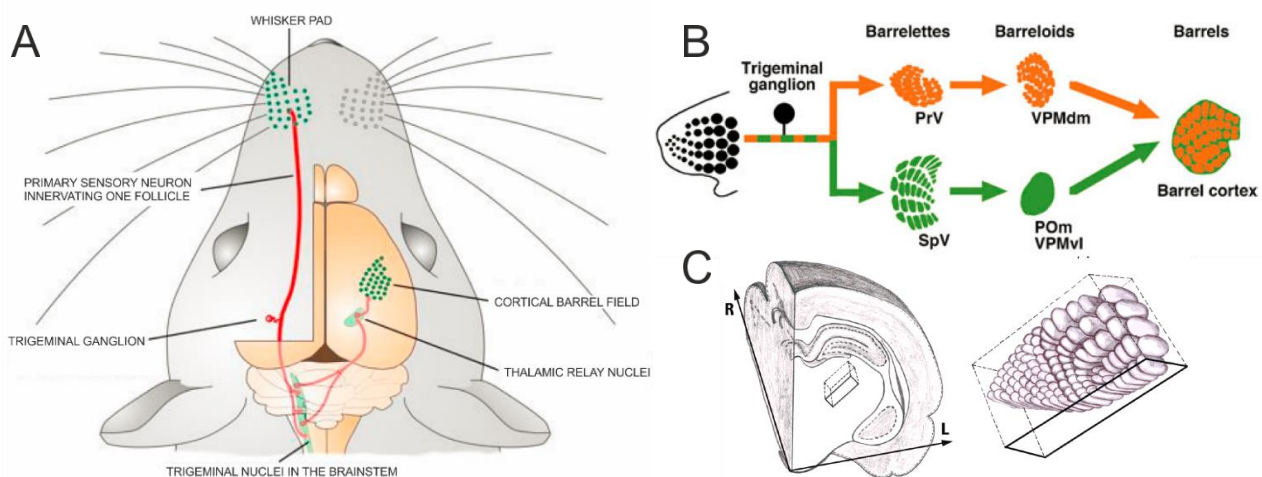 A
WHISKER PAD
PRIMARY SENSORY NEURON
INNERVATING ONE FOLLICLE
TRIGEMINAL GANGLION
CORTICAL BARREL FIELD
THALAMIC RELAY NUCLEI
TRIGEMINAL NUCLEI IN THE BRAINSTEM
B
Barrelettes Barreloids Barrels
Trigeminal
ganglion
PrV
VPMdm
SpV
POm
VPMvl
Barrel cortex
C
R
L